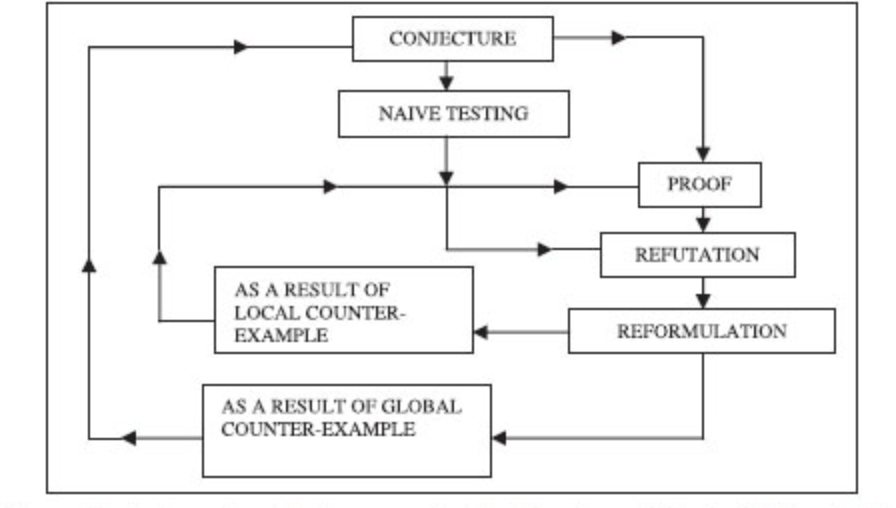 CONJECTURE
NAIVE TESTING
PROOF
REFUTATION
AS A RESULT OF
LOCAL COUNTER-
EXAMPLE
REFORMULATION
AS A RESULT OF GLOBAL
COUNTER-EXAMPLE